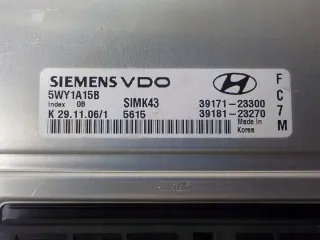 SIEMENS VDO
5WY1A15B
Index 08 SIMK43 39171-23300
K 29.11.06/1 5615 39181-23270
Made in Korea
F C 7 M